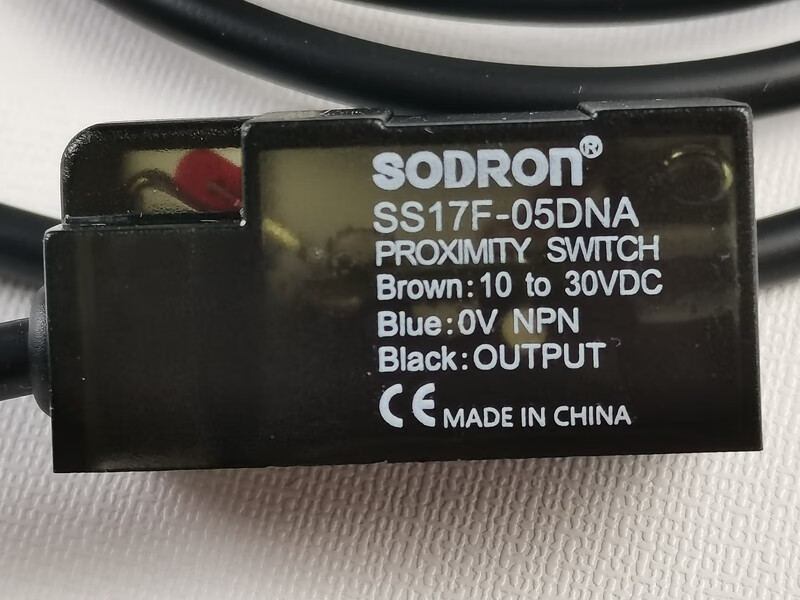 SODRON®
SS17F-05DNA
PROXIMITY SWITCH
Brown:10 to 30VDC
Blue:0V NPN
Black:OUTPUT
CE MADE IN CHINA